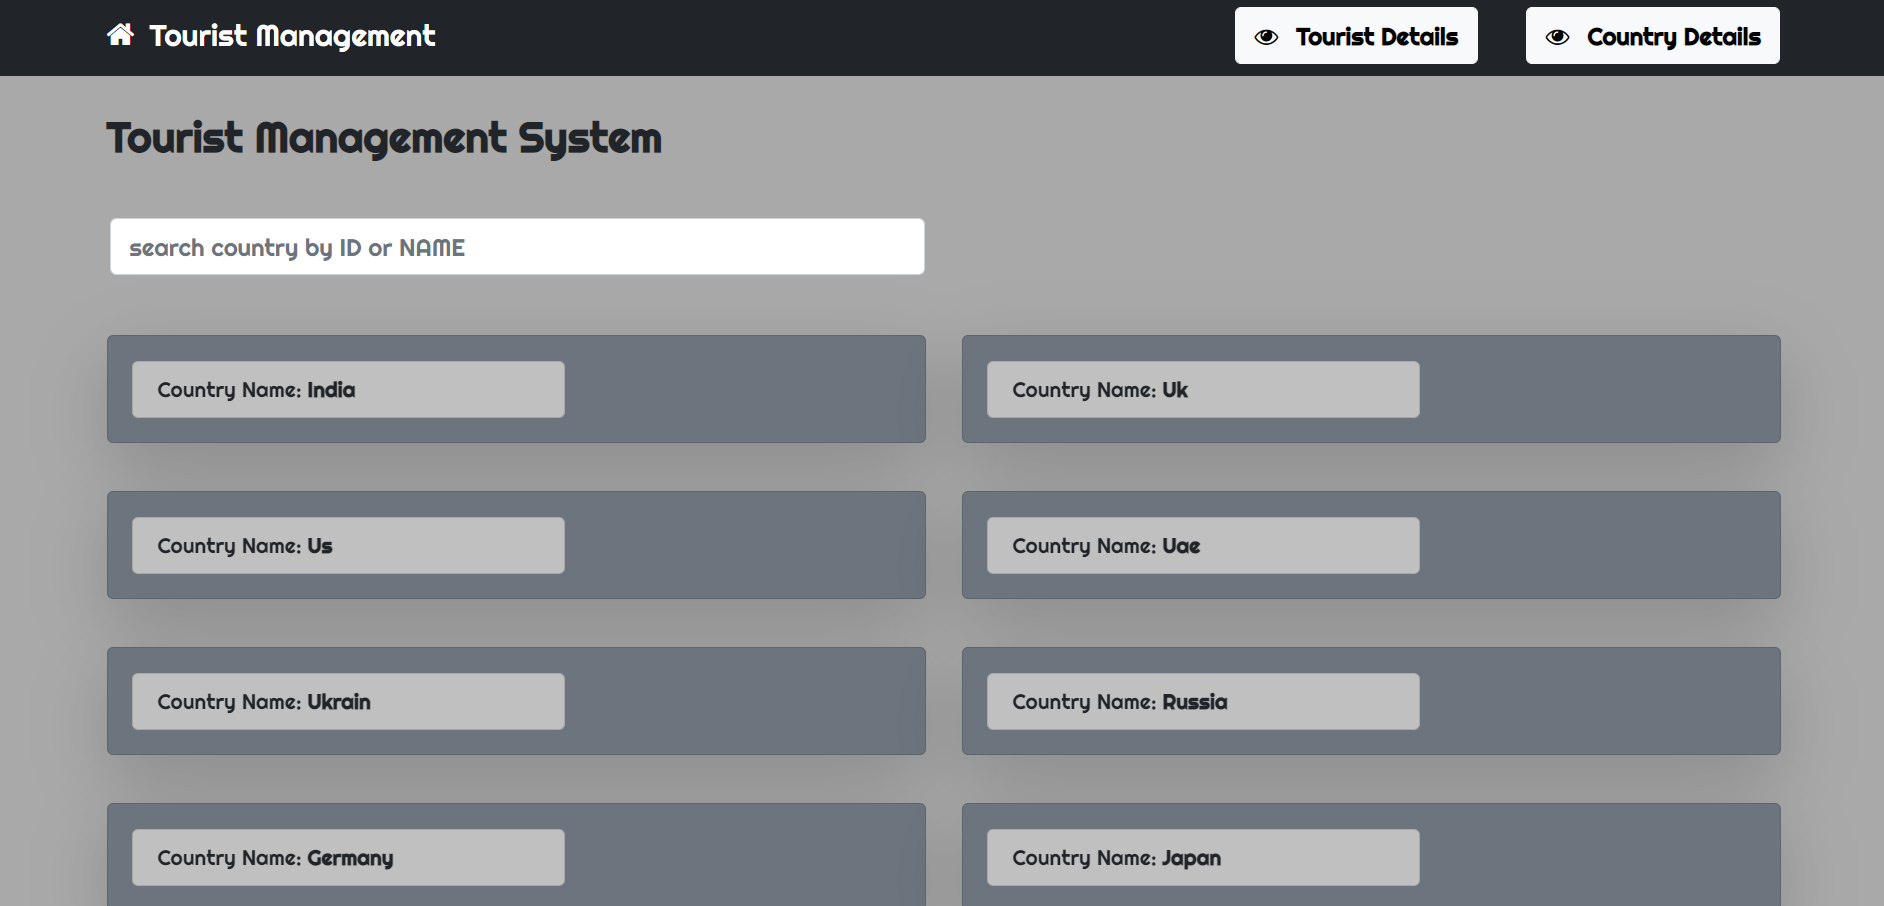 Tourist Management
Tourist Details
Country Details
Tourist Management System
search country by ID or NAME
Country Name: India
Country Name: Uk
Country Name: Us
Country Name: Uae
Country Name: Ukrain
Country Name: Russia
Country Name: Germany
Country Name: Japan